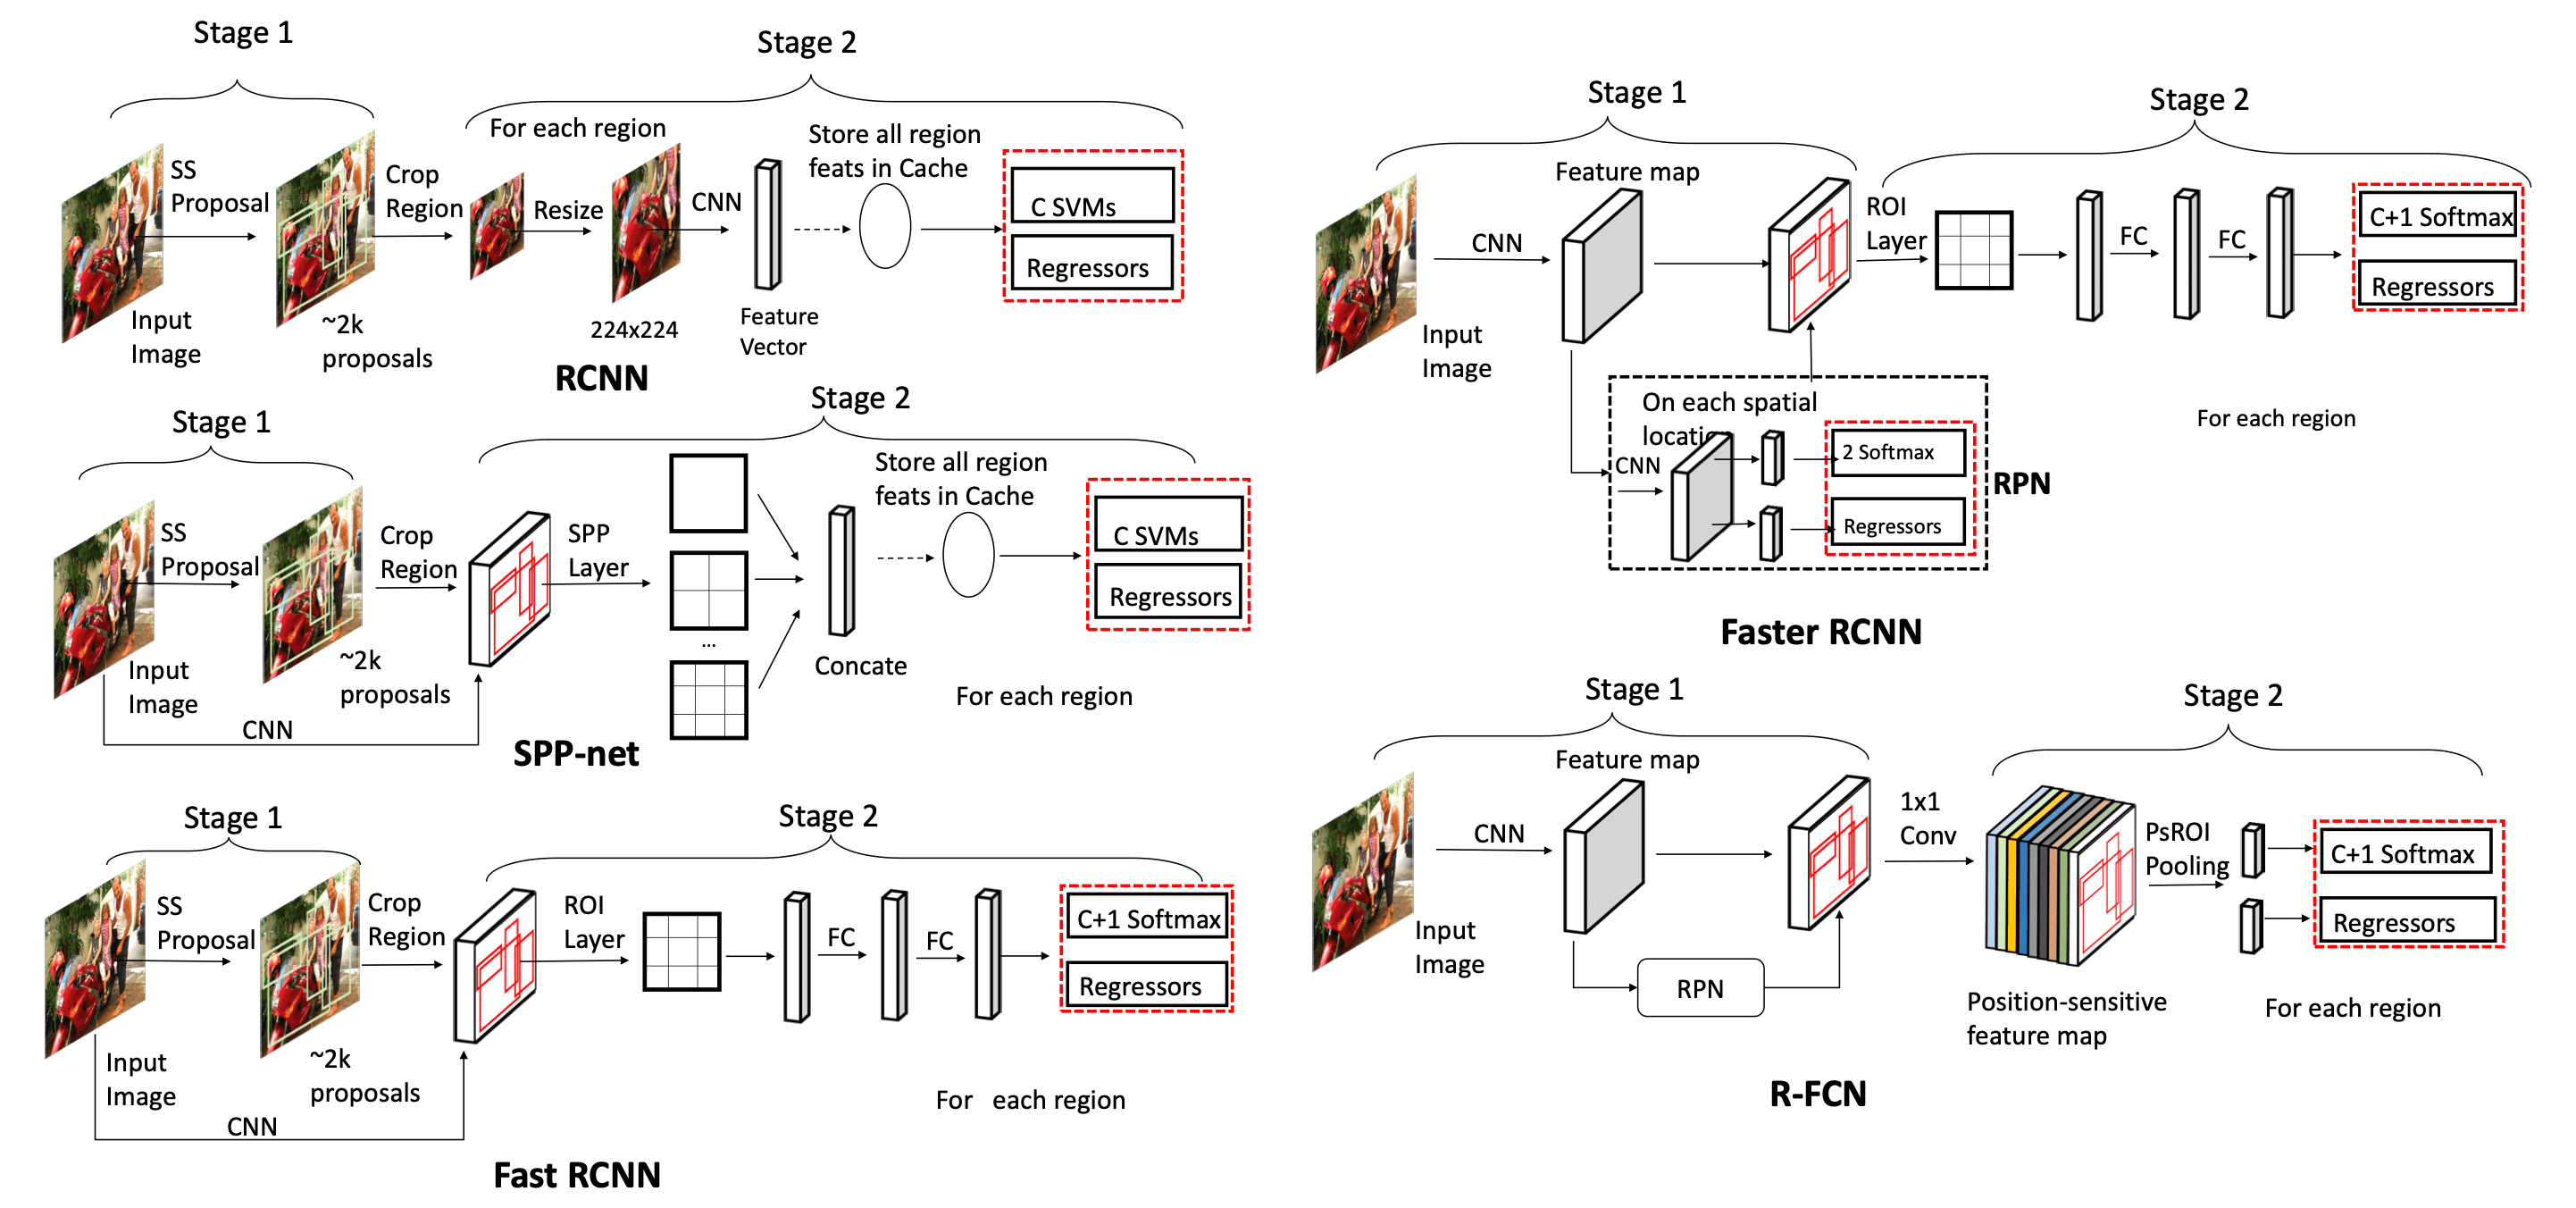 Stage 1
Stage 2
For each region
SS
Proposal
Crop
Region
Resize
CNN
Store all region
feats in Cache
C SVMs
Regressors
Input
Image
~2k
proposals
224x224
Feature
Vector
RCNN
Stage 1
Stage 2
SS
Proposal
Crop
Region
SPP
Layer
...
Store all region
feats in Cache
C SVMs
Regressors
Input
Image
~2k
proposals
CNN
Concate
For each region
SPP-net
Stage 1
Stage 2
SS
Proposal
Crop
Region
ROI
Layer
FC
FC
C+1 Softmax
Regressors
Input
Image
~2k
proposals
CNN
For each region
Fast RCNN
Stage 1
Stage 2
Feature map
CNN
ROI
Layer
FC
FC
C+1 Softmax
Regressors
Input
Image
On each spatial
location
CNN
2 Softmax
Regressors
RPN
For each region
Faster RCNN
Stage 1
Stage 2
Feature map
CNN
1x1
Conv
PsROI
Pooling
C+1 Softmax
Regressors
Input
Image
RPN
Position-sensitive
feature map
For each region
R-FCN